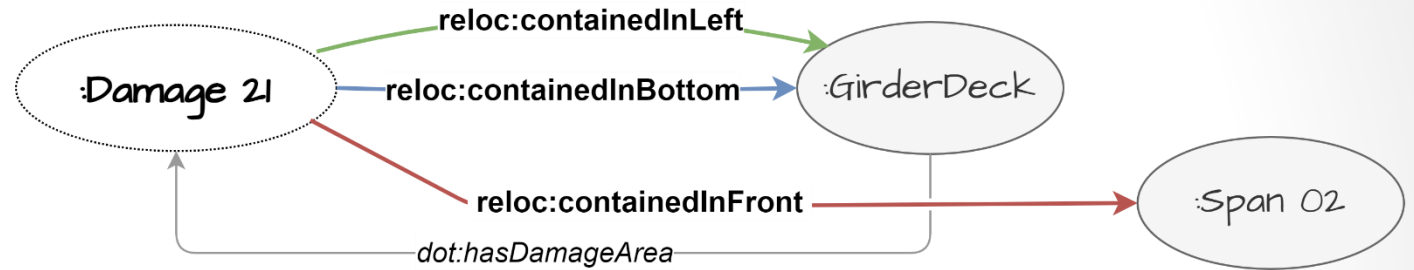 reloc:containedInLeft
:Damage 21
reloc:containedInBottom
:GirderDeck
reloc:containedInFront
:Span 02
dot:hasDamageArea